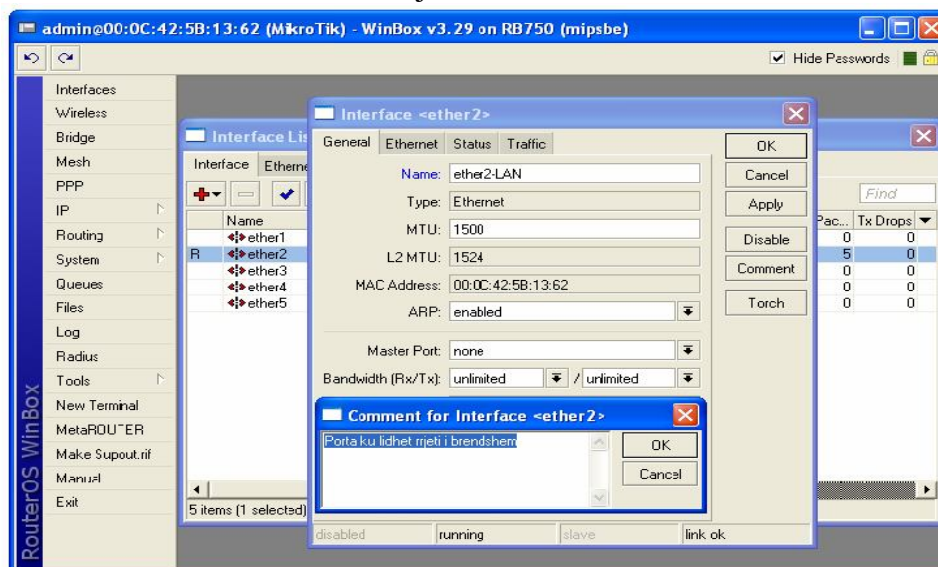 admin@00:0C:42:5B:13:62 (MikroTik) - WinBox v3.29 on RB750 (mipsbe)
Hide Passwords
Interfaces
Wireless
Bridge
Mesh
PPP
IP
Routing
System
Queues
Files
Log
Radius
Tools
New Terminal
MetaROUTER
Make Supout.rif
Manual
Exit
RouterOS WinBox
Interface Lis
Interface Etherne
Find
Name
Pac... Tx Drops
ether1 0 0
R ether2 5 0
ether3 0 0
ether4 0 0
ether5 0 0
5 items (1 selected)
Interface <ether2>
General Ethernet Status Traffic
Name: ether2-LAN
Type: Ethernet
MTU: 1500
L2 MTU: 1524
MAC Address: 00:0C:42:5B:13:62
ARP: enabled
Master Port: none
Bandwidth (Rx/Tx): unlimited / unlimited
OK
Cancel
Apply
Disable
Comment
Torch
Comment for Interface <ether2>
Porta ku lidhet rrjeti i brendshem
OK
Cancel
disabled running slave link ok